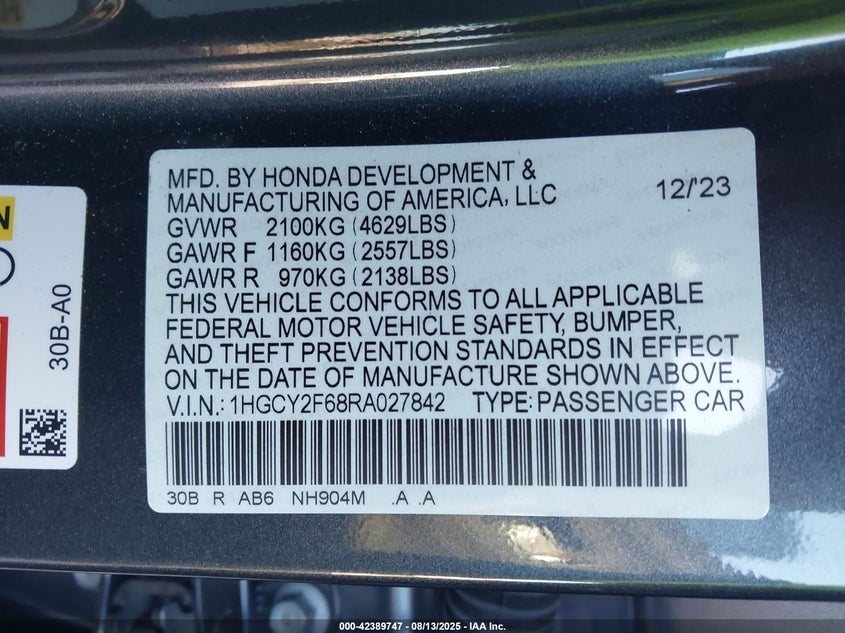 MFD. BY HONDA DEVELOPMENT &
MANUFACTURING OF AMERICA, LLC 12/'23
GVWR 2100KG (4629LBS)
GAWR F 1160KG (2557LBS)
GAWR R 970KG (2138LBS)
THIS VEHICLE CONFORMS TO ALL APPLICABLE
FEDERAL MOTOR VEHICLE SAFETY, BUMPER,
AND THEFT PREVENTION STANDARDS IN EFFECT
ON THE DATE OF MANUFACTURE SHOWN ABOVE.
V.I.N.: 1HGCY2F68RA027842 TYPE: PASSENGER CAR
30B R AB6 NH904M .A .A
N
30B-A0
000-42389747 - 08/13/2025 - IAA Inc.